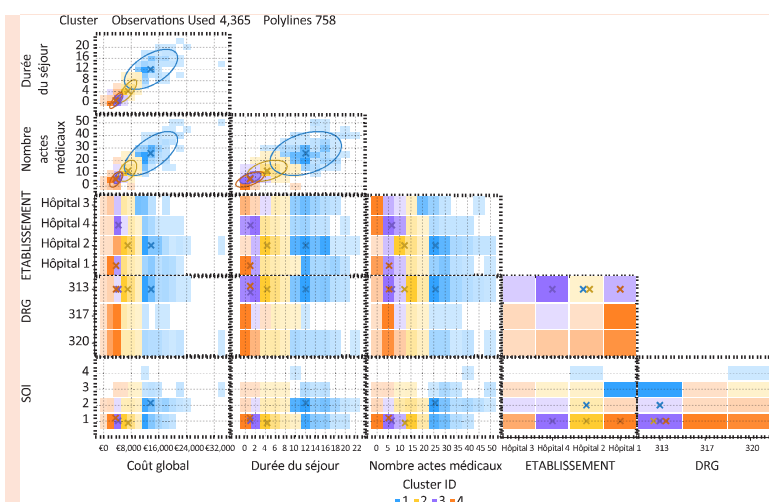 Cluster Observations Used 4,365 Polylines 758
Durée
du séjour
20
16
12
8
4
0
Nombre
actes
médicaux
50
40
30
20
10
0
ETABLISSEMENT
Hôpital 3
Hôpital 4
Hôpital 2
Hôpital 1
DRG
313
317
320
SOI
4
3
2
1
€0 €8,000 €16,000 €24,000 €32,000
0 2 4 6 8 10 12 14 16 18 20 22
0 5 10 15 20 25 30 35 40 45 50
Hôpital 3 Hôpital 4 Hôpital 2 Hôpital 1
313 317 320
Coût global Durée du séjour Nombre actes médicaux ETABLISSEMENT DRG
Cluster ID
1 2 3 4